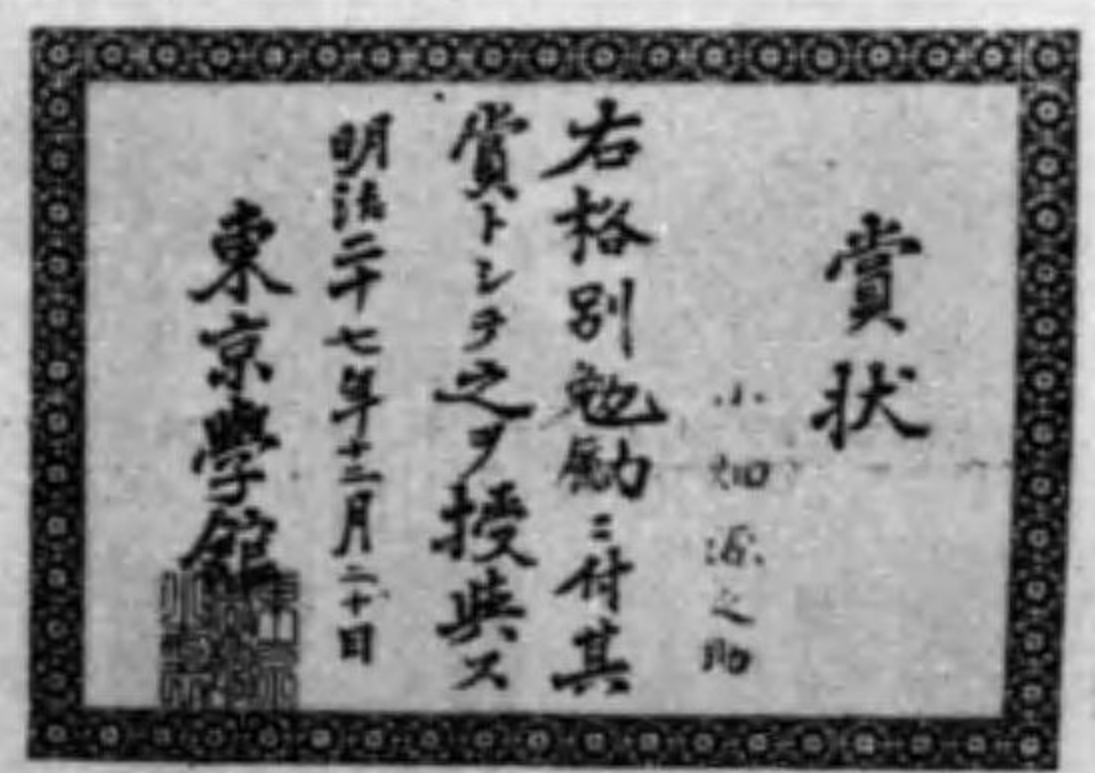 賞状
小畑源之助
右格別勉励ニ付其
賞トシテ之ヲ授與ス
明治二十七年十二月二十日
東京學館